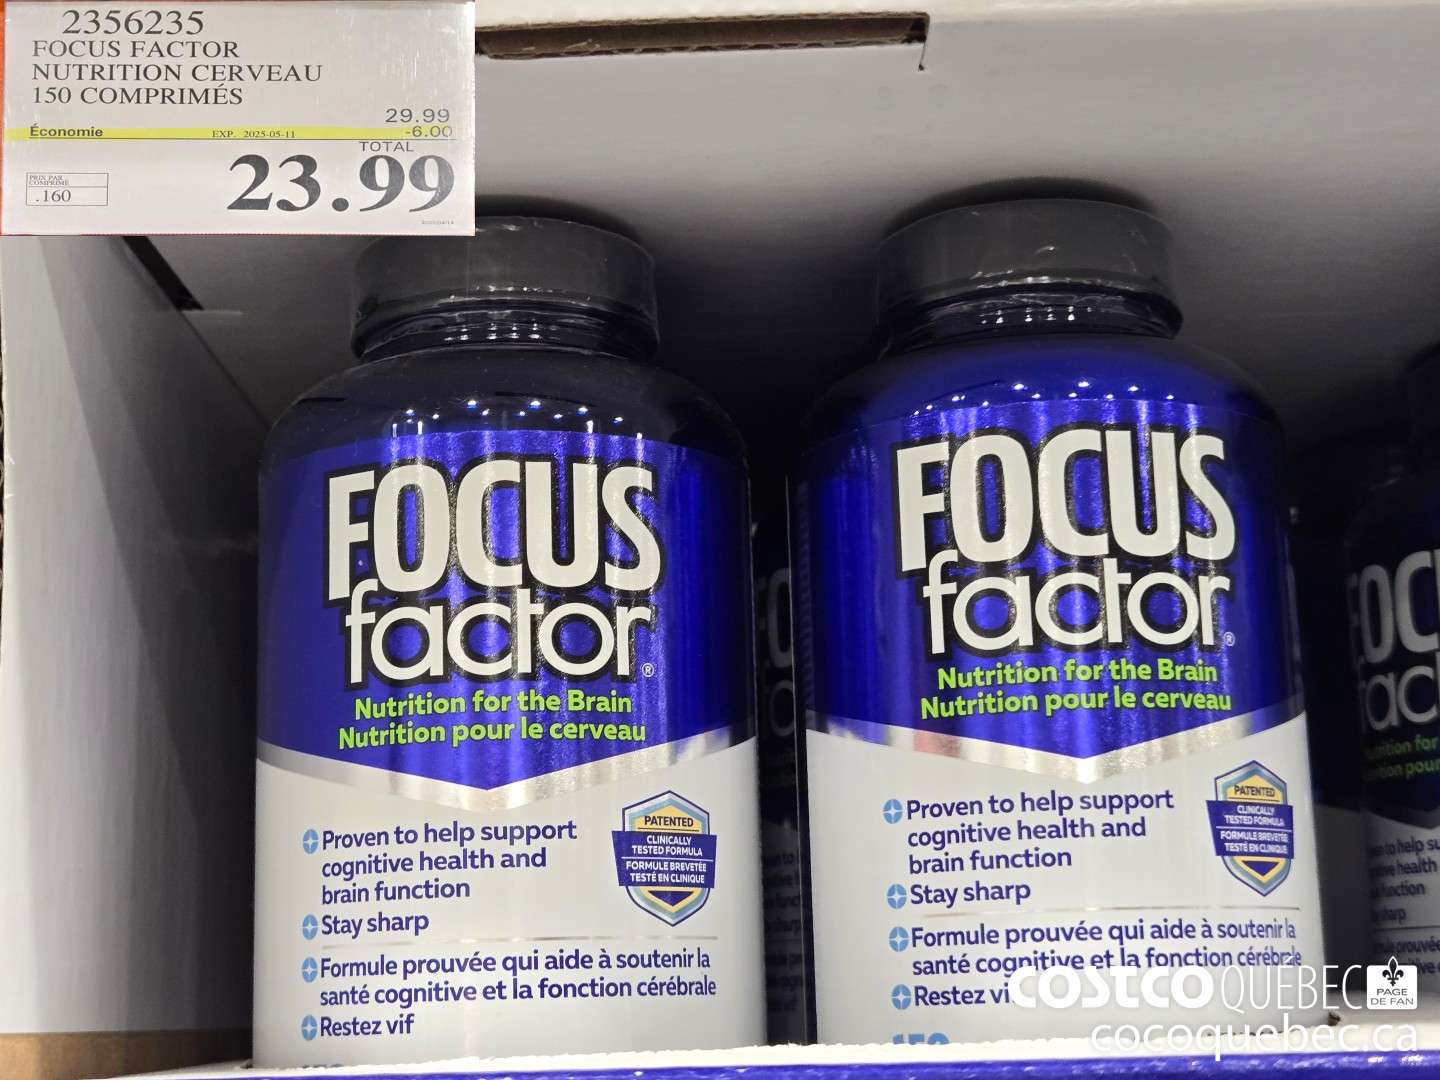 2356235
FOCUS FACTOR
NUTRITION CERVEAU
150 COMPRIMÉS
29.99
Économie EXP. 2025-05-11 -6.00
TOTAL
23.99
PRIX PAR
COMPRIMÉ
.160
FOCUS
factor®
Nutrition for the Brain
Nutrition pour le cerveau
Proven to help support
cognitive health and
brain function
Stay sharp
PATENTED
CLINICALLY
TESTED FORMULA
FORMULE BREVETÉE
TESTÉ EN CLINIQUE
Formule prouvée qui aide à soutenir la
santé cognitive et la fonction cérébrale
Restez vif
FOCUS
factor®
Nutrition for the Brain
Nutrition pour le cerveau
Proven to help support
cognitive health and
brain function
Stay sharp
PATENTED
CLINICALLY
TESTED FORMULA
FORMULE BREVETÉE
TESTÉ EN CLINIQUE
Formule prouvée qui aide à soutenir la
santé cognitive et la fonction cérébrale
Restez vif
COSTCO QUEBEC
PAGE
DE FAN
cocoquebec.ca